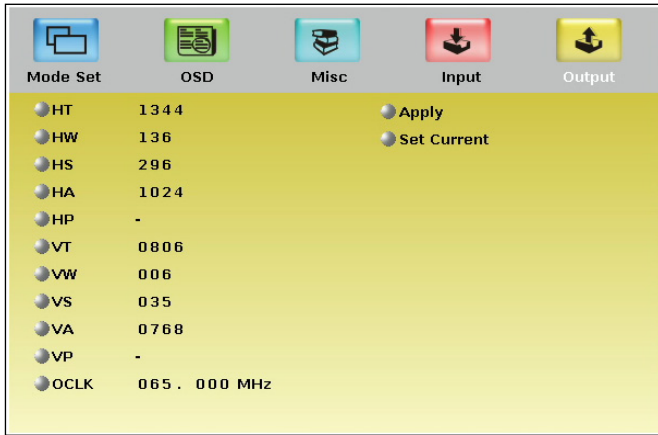 Mode Set OSD Misc Input Output
HT 1344 Apply
HW 136 Set Current
HS 296
HA 1024
HP -
VT 0806
VW 006
VS 035
VA 0768
VP -
OCLK 065. 000 MHz